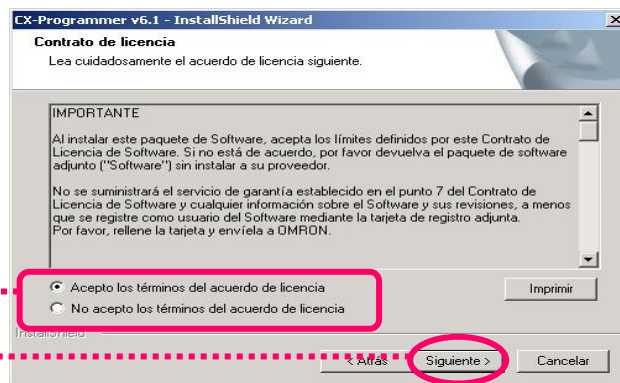 CX-Programmer v6.1 - InstallShield Wizard
Contrato de licencia
Lea cuidadosamente el acuerdo de licencia siguiente.
IMPORTANTE
Al instalar este paquete de Software, acepta los límites definidos por este Contrato de
Licencia de Software. Si no está de acuerdo, por favor devuelva el paquete de software
adjunto ("Software") sin instalar a su proveedor.
No se suministrará el servicio de garantía establecido en el punto 7 del Contrato de
Licencia de Software y cualquier información sobre el Software y sus revisiones, a menos
que se registre como usuario del Software mediante la tarjeta de registro adjunta.
Por favor, rellene la tarjeta y envíela a OMRON.
Acepto los términos del acuerdo de licencia
Imprimir
No acepto los términos del acuerdo de licencia
InstallShield
< Atrás
Siguiente >
Cancelar